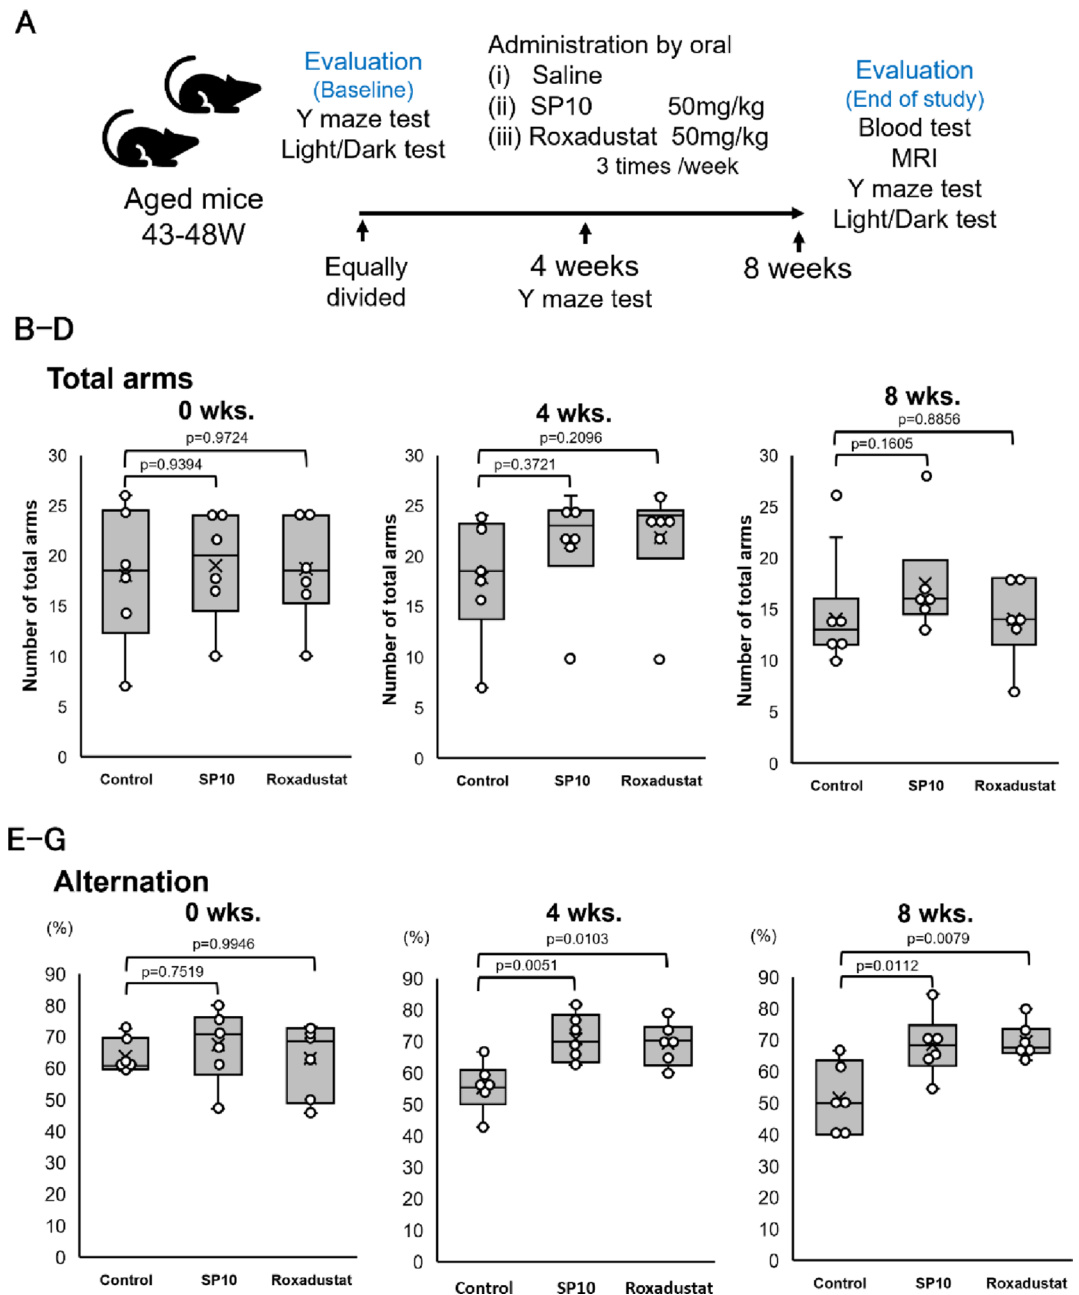 A
Evaluation
(Baseline)
Y maze test
Light/Dark test
Administration by oral
(i) Saline
(ii) SP10 50mg/kg
(iii) Roxadustat 50mg/kg
3 times /week
Evaluation
(End of study)
Blood test
MRI
Y maze test
Light/Dark test
Aged mice
43-48W
Equally
divided
4 weeks
Y maze test
8 weeks
B-D
Total arms
0 wks.
p=0.9724
p=0.9394
Number of total arms
30
25
20
15
10
5
0
Control SP10 Roxadustat
4 wks.
p=0.2096
p=0.3721
Number of total arms
30
25
20
15
10
5
0
Control SP10 Roxadustat
8 wks.
p=0.8856
p=0.1605
Number of total arms
30
25
20
15
10
5
0
Control SP10 Roxadustat
E-G
Alternation
0 wks.
(%)
p=0.9946
p=0.7519
90
80
70
60
50
40
30
20
10
0
Control SP10 Roxadustat
4 wks.
(%)
p=0.0103
p=0.0051
90
80
70
60
50
40
30
20
10
0
Control SP10 Roxadustat
8 wks.
(%)
p=0.0079
p=0.0112
90
80
70
60
50
40
30
20
10
0
Control SP10 Roxadustat